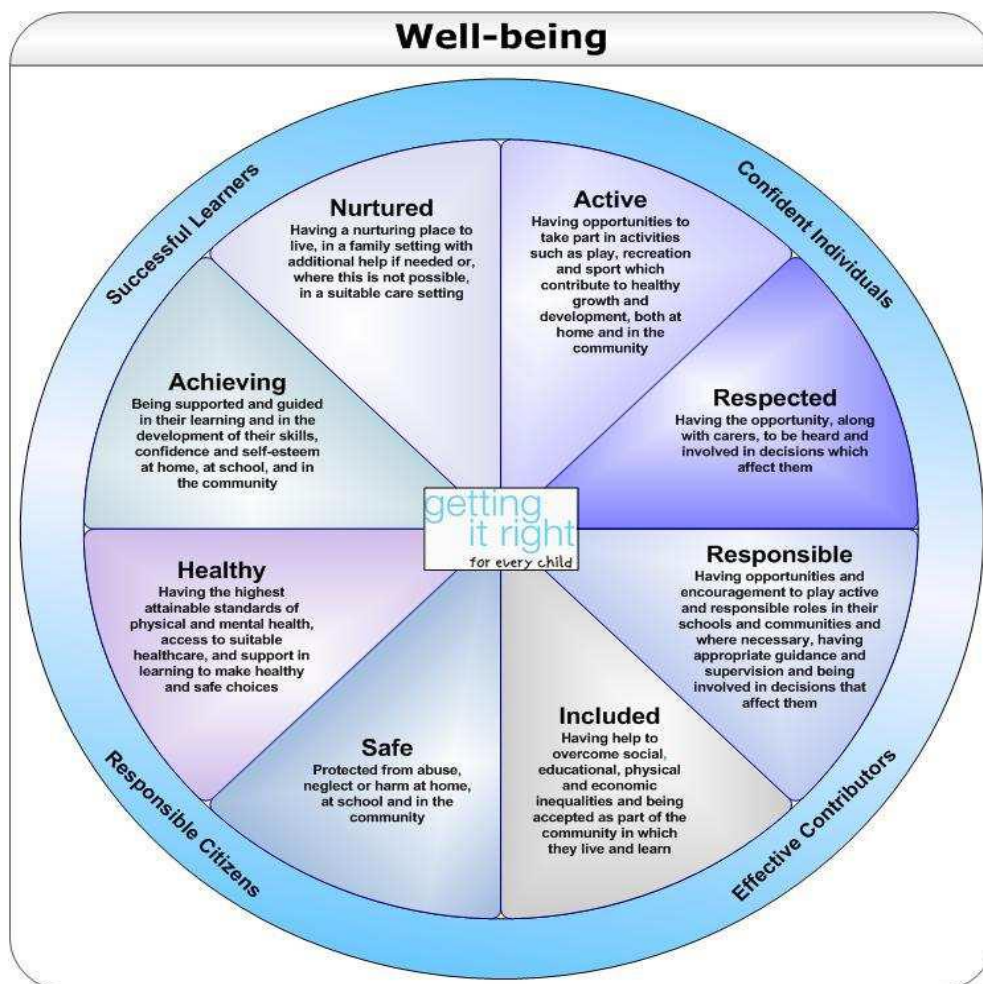 Well-being
Successful Learners
Confident Individuals
Nurtured
Having a nurturing place to
live, in a family setting with
additional help if needed or,
where this is not possible,
in a suitable care setting
Active
Having opportunities to
take part in activities
such as play, recreation
and sport which
contribute to healthy
growth and
development, both at
home and in the
community
Achieving
Being supported and guided
in their learning and in the
development of their skills,
confidence and self-esteem
at home, at school, and in
the community
Respected
Having the opportunity, along
with carers, to be heard and
involved in decisions which
affect them
getting
it right
for every child
Healthy
Having the highest
attainable standards of
physical and mental health,
access to suitable
healthcare, and support in
learning to make healthy
and safe choices
Responsible
Having opportunities and
encouragement to play active
and responsible roles in their
schools and communities and
where necessary, having
appropriate guidance and
supervision and being
involved in decisions that
affect them
Safe
Protected from abuse,
neglect or harm at home,
at school and in the
community
Included
Having help to
overcome social,
educational, physical
and economic
inequalities and being
accepted as part of the
community in which
they live and learn
Responsible Citizens
Effective Contributors